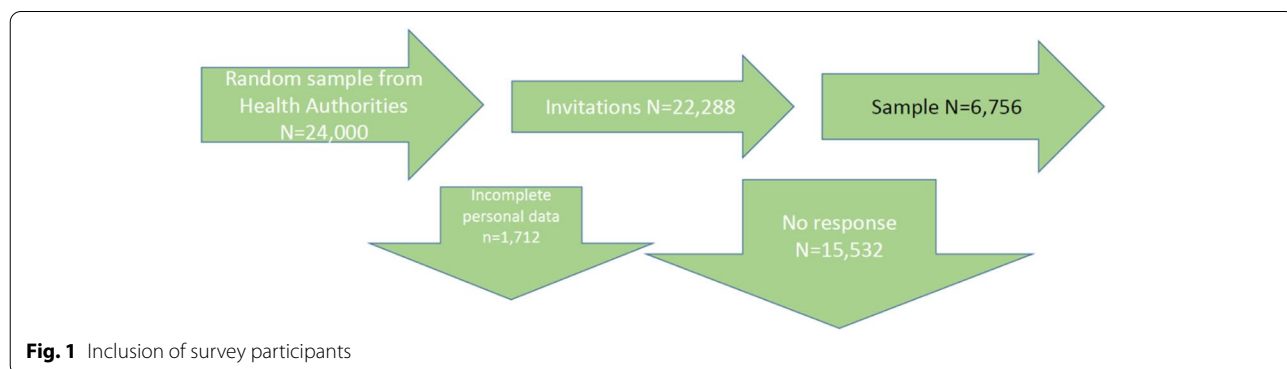 Random sample from
Health Authorities
N=24,000
Invitations N=22,288
Sample N=6,756
Incomplete
personal data
n=1,712
No response
N=15,532
Fig. 1 Inclusion of survey participants